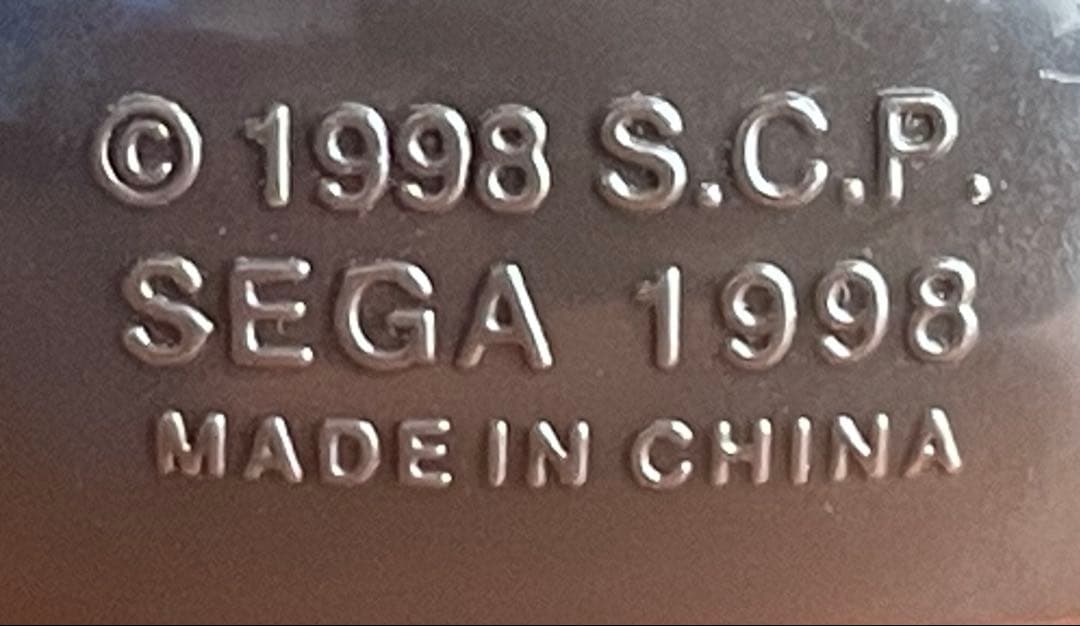 © 1998 S.C.P.
SEGA 1998
MADE IN CHINA